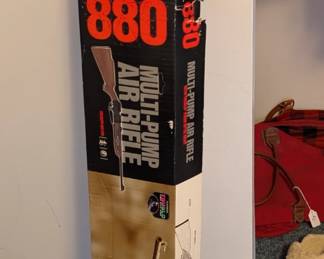 880
MULTI-PUMP
AIR RIFLE
880
MULTI-PUMP AIR RIFLE